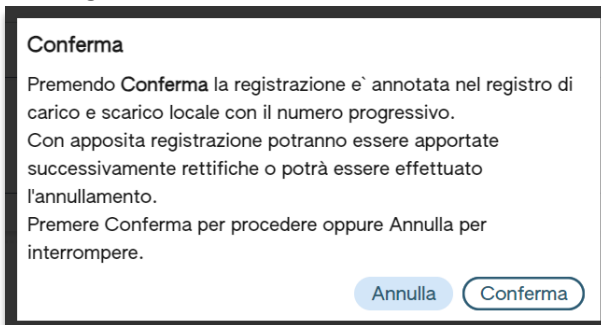 Conferma
Premendo Conferma la registrazione e` annotata nel registro di
carico e scarico locale con il numero progressivo.
Con apposita registrazione potranno essere apportate
successivamente rettifiche o potrà essere effettuato
l'annullamento.
Premere Conferma per procedere oppure Annulla per
interrompere.
Annulla Conferma